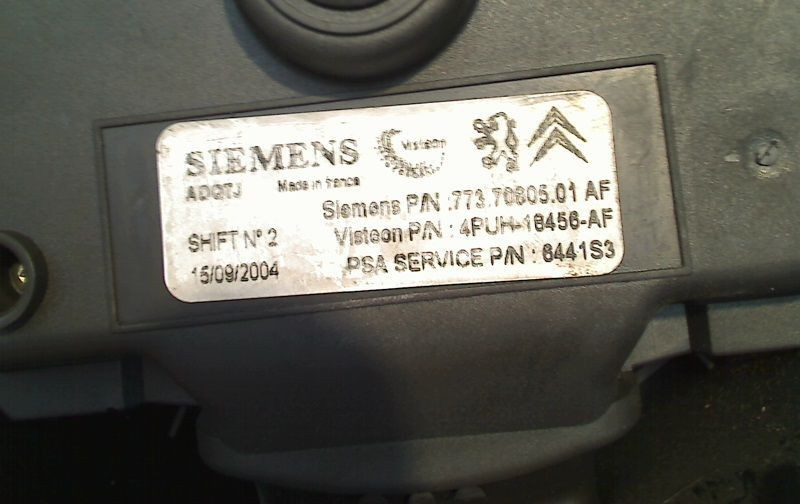 SIEMENS
Visteon
Made in france
Siemens P/N :773.70805.01 AF
SHIFT N° 2
Visteon P/N : 4PUH-18456-AF
15/09/2004
PSA SERVICE P/N : 6441S3